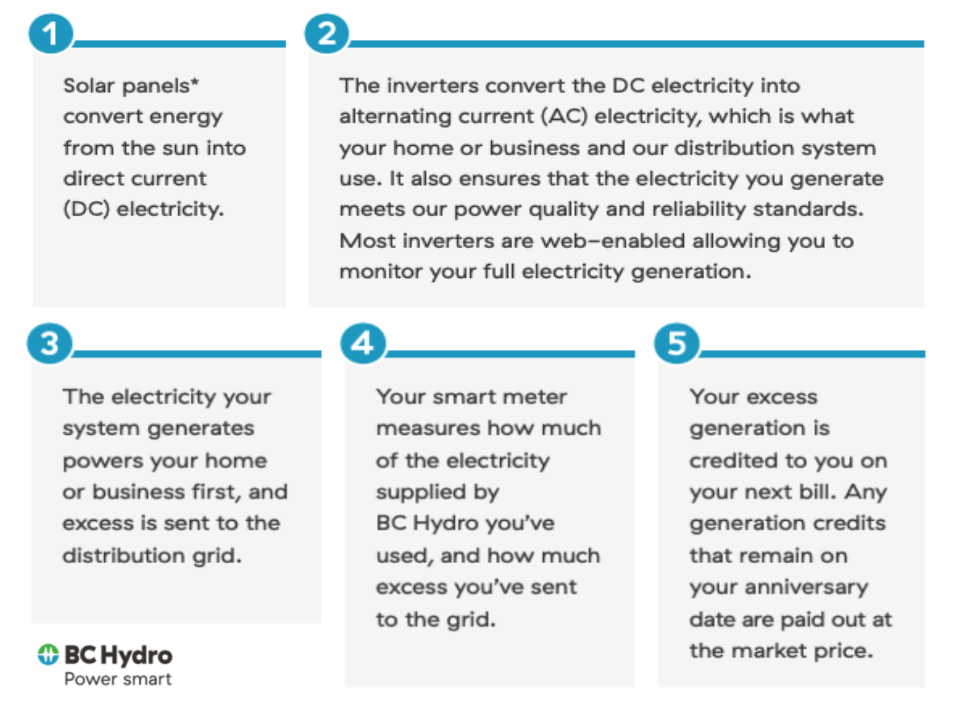 1
Solar panels*
convert energy
from the sun into
direct current
(DC) electricity.
2
The inverters convert the DC electricity into
alternating current (AC) electricity, which is what
your home or business and our distribution system
use. It also ensures that the electricity you generate
meets our power quality and reliability standards.
Most inverters are web-enabled allowing you to
monitor your full electricity generation.
3
The electricity your
system generates
powers your home
or business first, and
excess is sent to the
distribution grid.
4
Your smart meter
measures how much
of the electricity
supplied by
BC Hydro you've
used, and how much
excess you've sent
to the grid.
5
Your excess
generation is
credited to you on
your next bill. Any
generation credits
that remain on
your anniversary
date are paid out at
the market price.
BC Hydro
Power smart